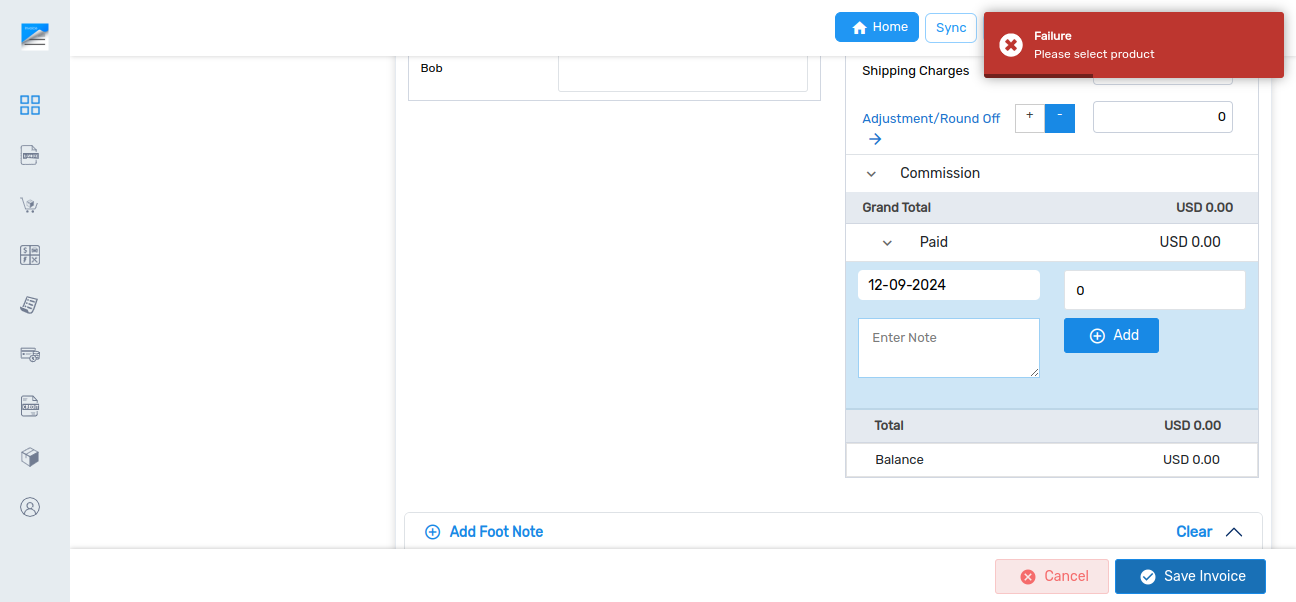 Home
Sync
Failure
Please select product
Bob
Shipping Charges
Adjustment/Round Off
+
-
0
Commission
Grand Total
USD 0.00
Paid
USD 0.00
12-09-2024
0
Enter Note
Add
Total
USD 0.00
Balance
USD 0.00
Add Foot Note
Clear
Cancel
Save Invoice